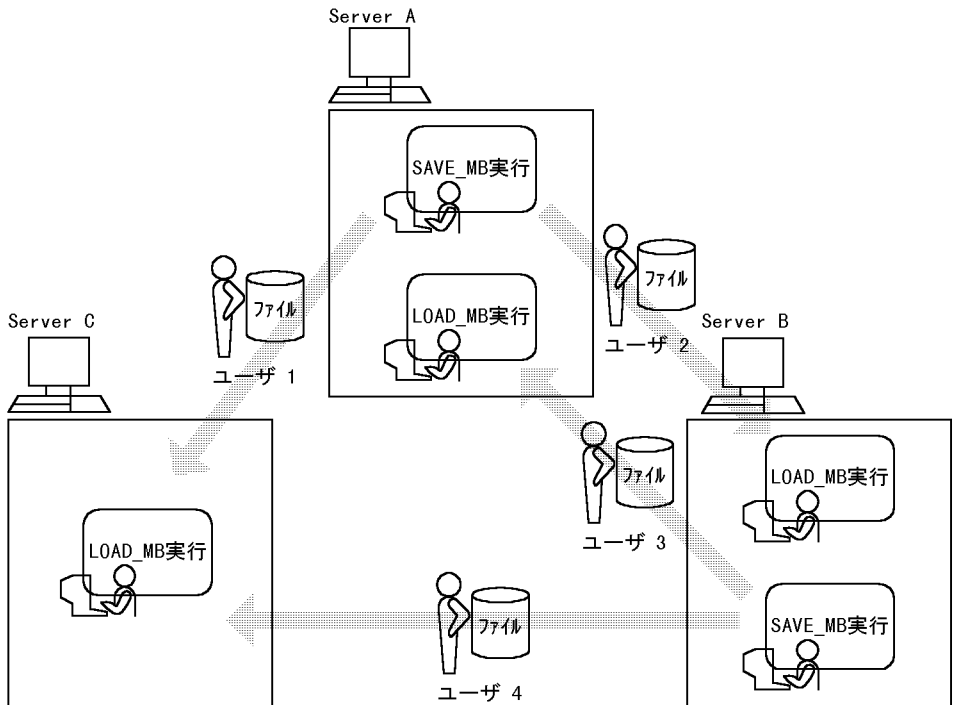 Server A
SAVE_MB実行
ファイル
LOAD_MB実行
ファイル
Server C
Server B
ユーザ 1
ユーザ 2
ファイル
LOAD_MB実行
ユーザ 3
LOAD_MB実行
ファイル
SAVE_MB実行
ユーザ 4